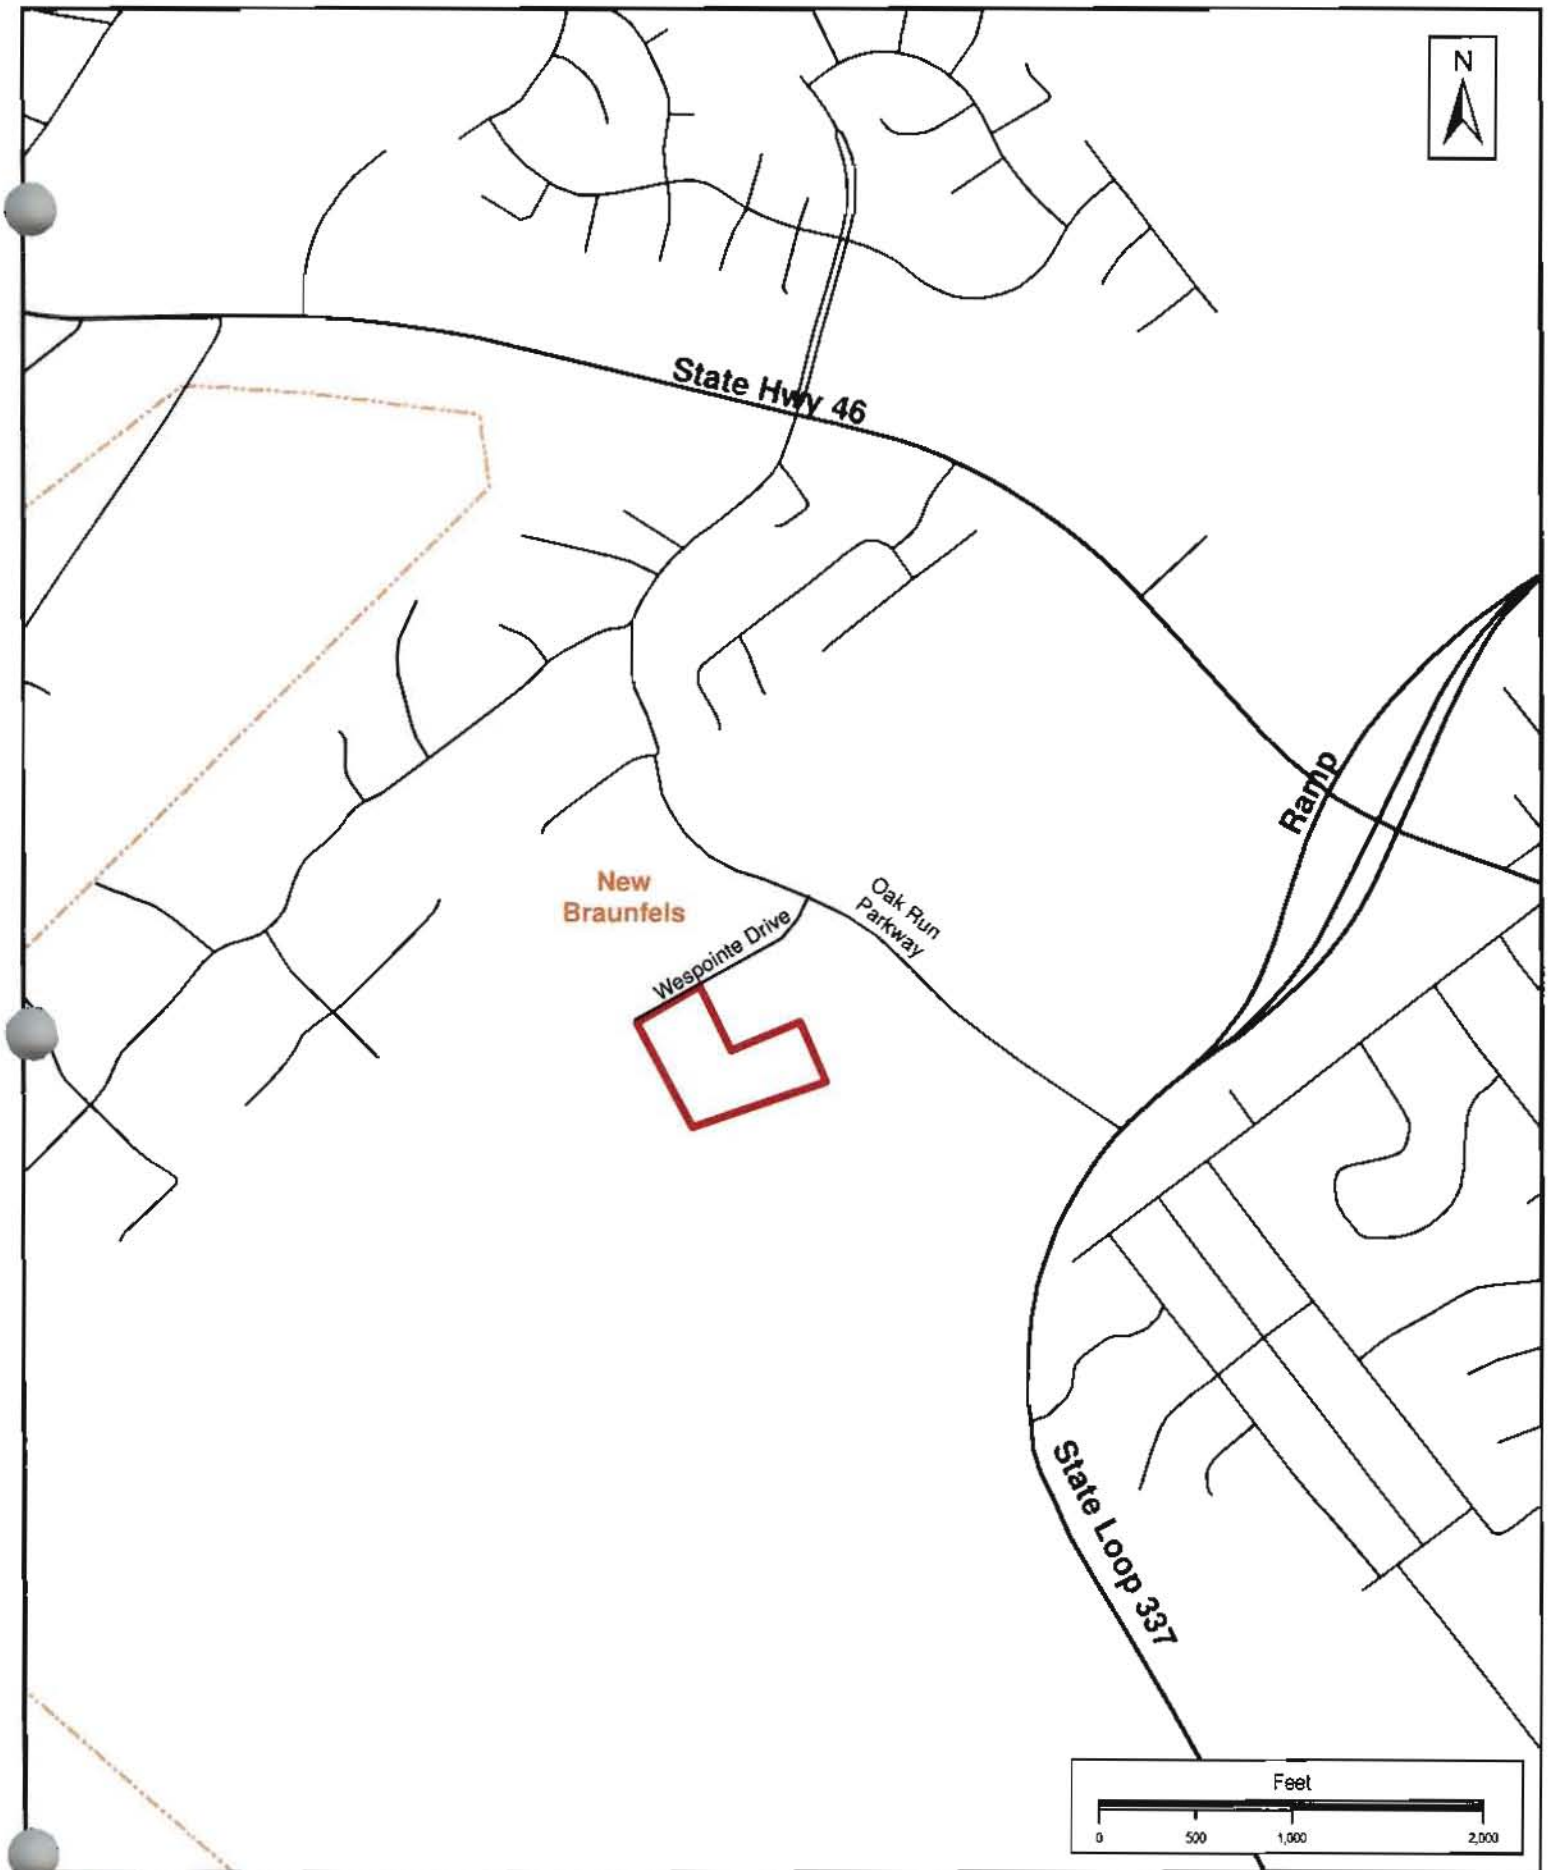 N
State Hwy 46
Ramp
New
Braunfels
Oak Run
Parkway
Wespointe Drive
State Loop 337
Feet
0 500 1,000 2,000